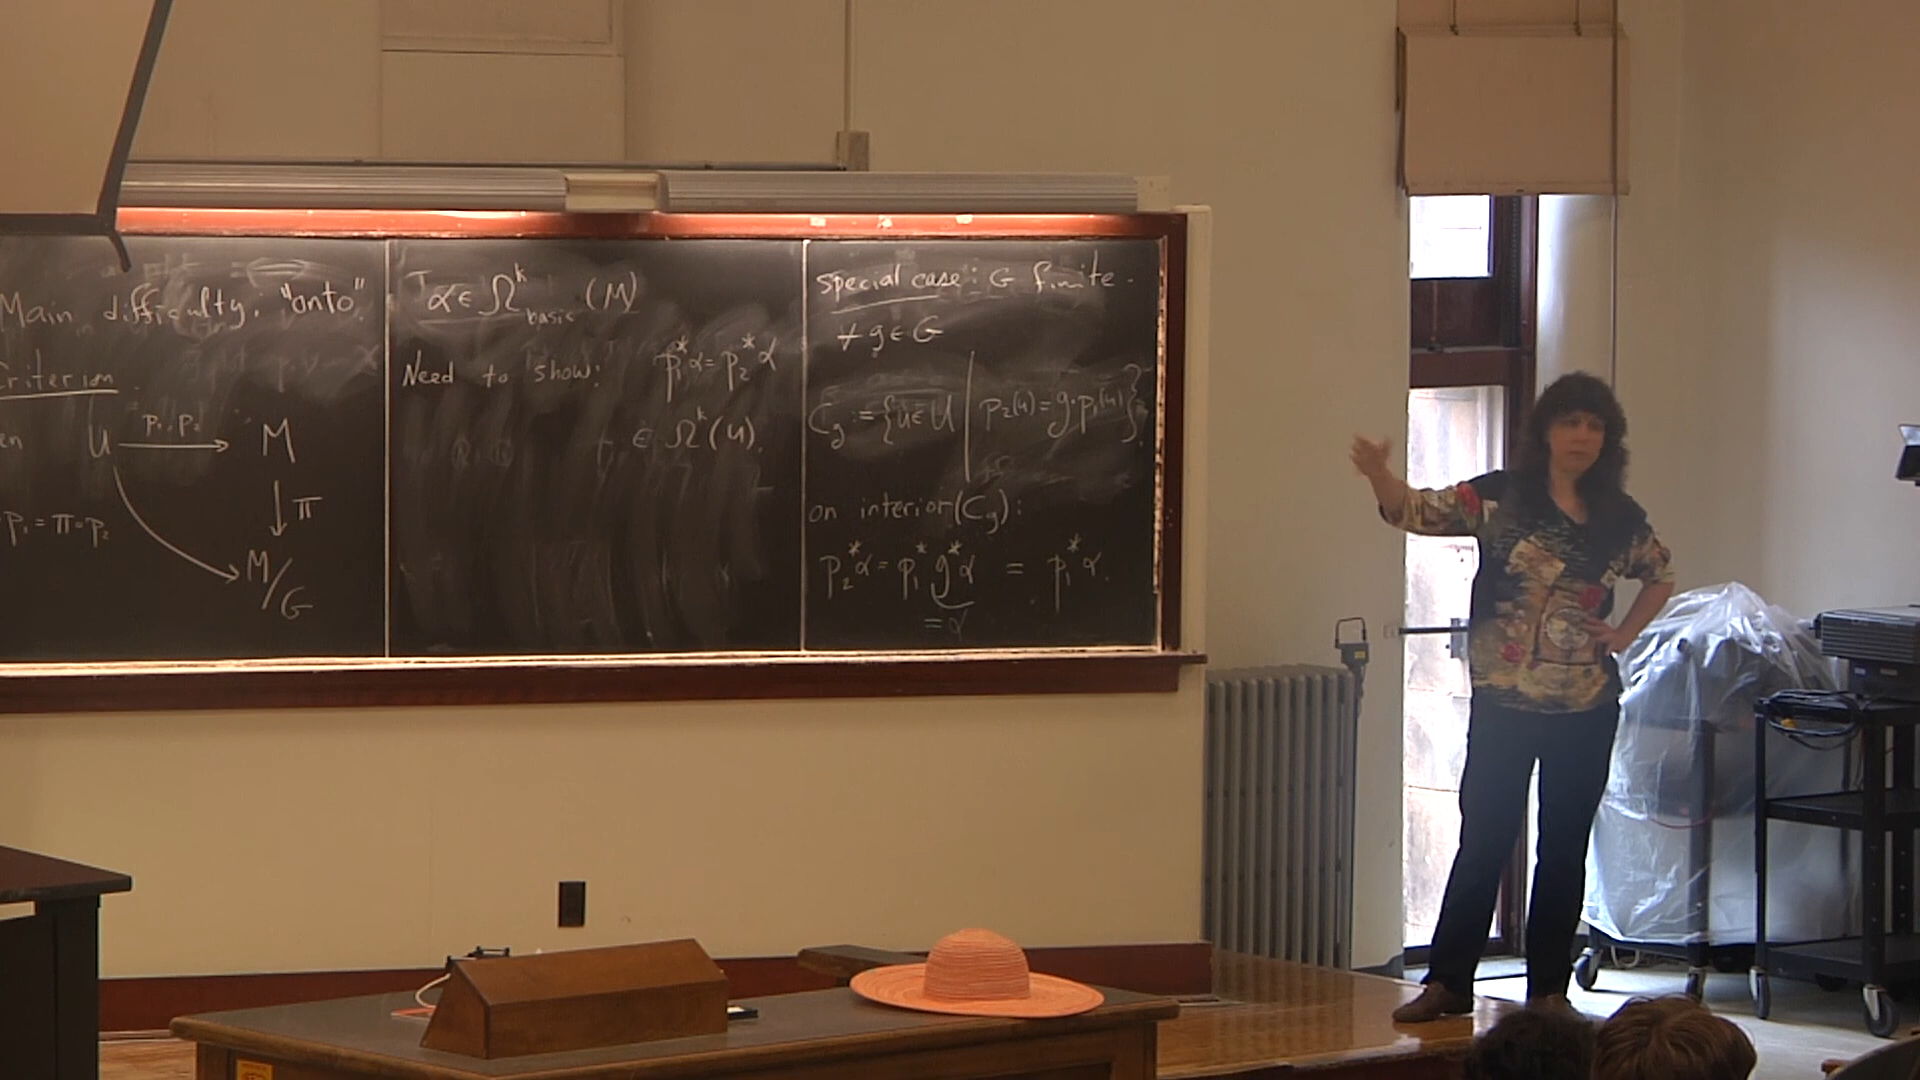 Main difficulty: "onto".
Criterion.
U p₁, p₂ → M
↓ π
p₁ = π∘p₂
M/G
α ∈ Ω^k_basic (M)
Need to show: p₁*α = p₂*α
∈ Ω^k(U).
special case: G finite.
∀ g ∈ G
C_g := {u ∈ U | p₂(u) = g·p₁(u)}.
on interior(C_g):
p₂*α = p₁* g*α = p₁*α.
= α